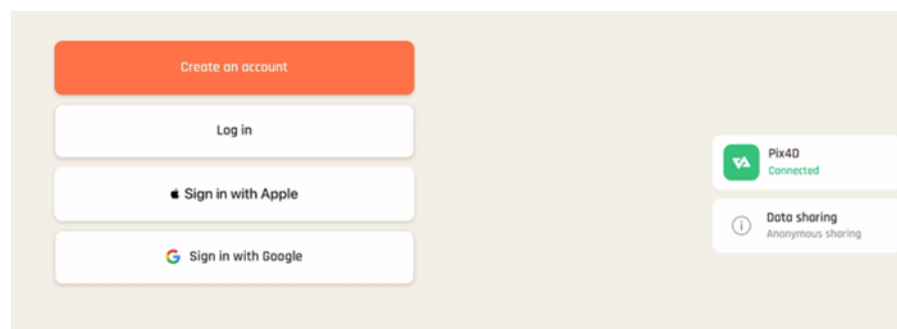 Create an account
Log in
Sign in with Apple
Sign in with Google
Pix4D
Connected
Data sharing
Anonymous sharing